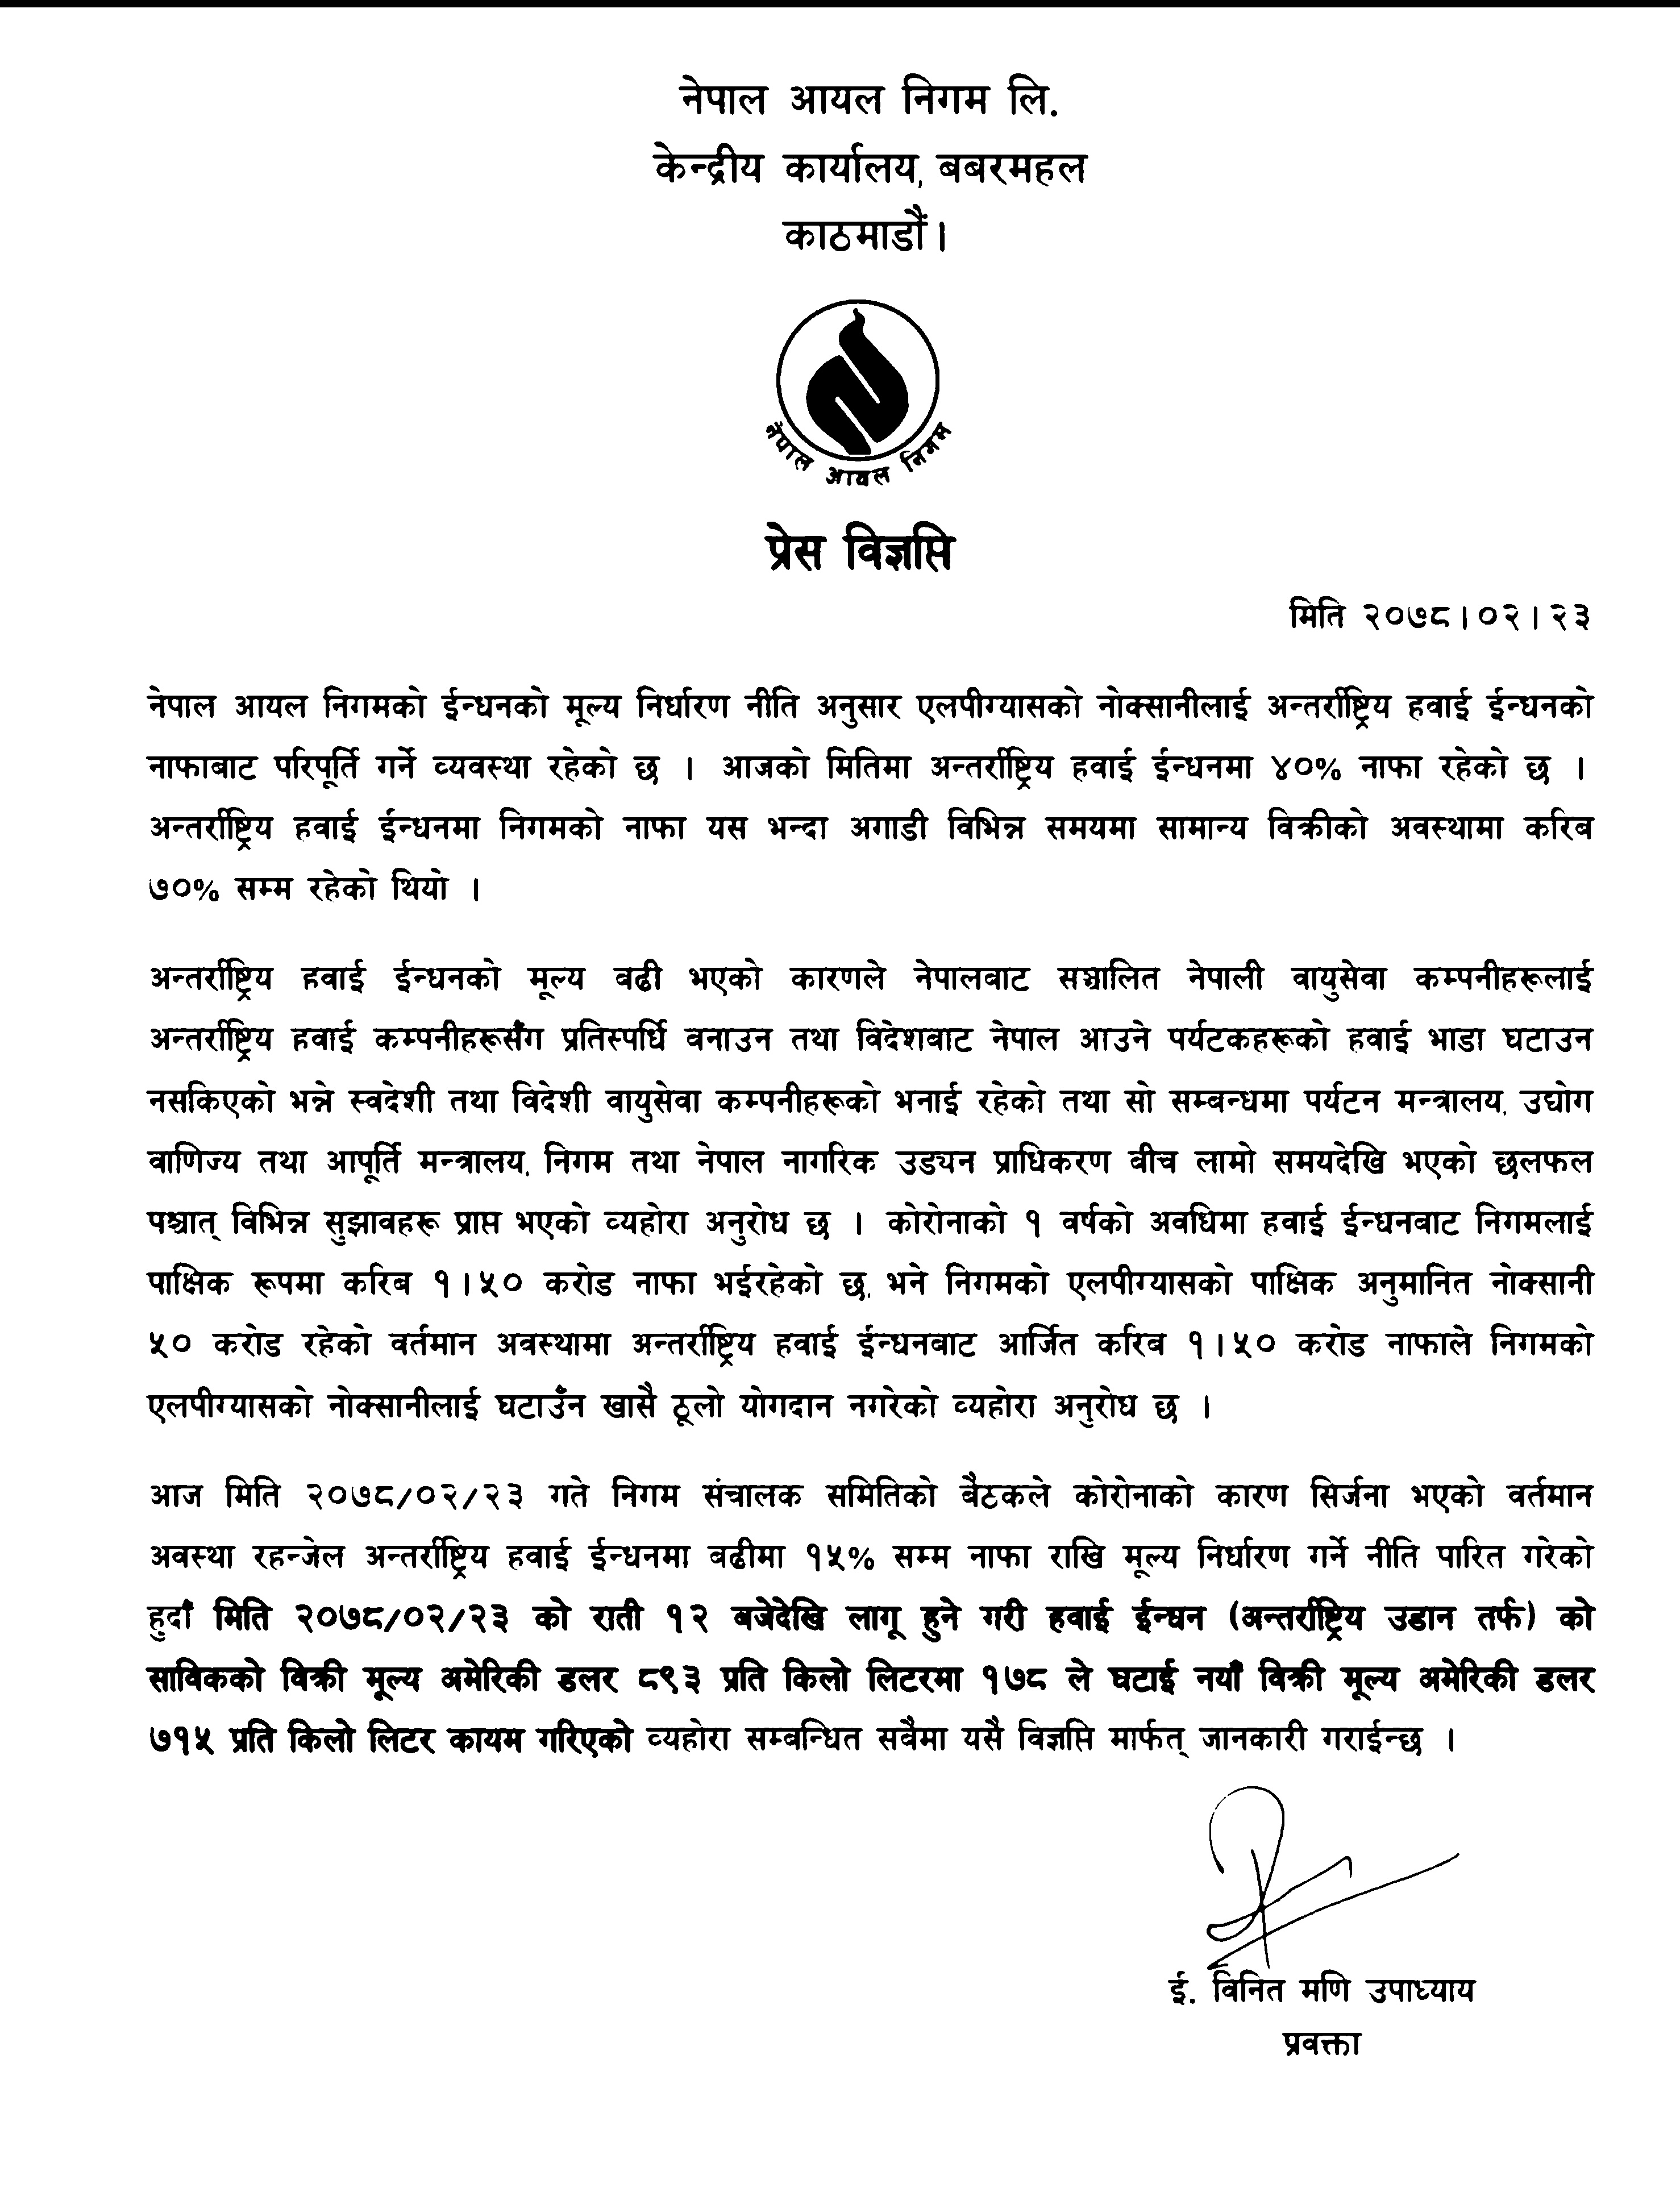 नेपाल आयल निगम लि.
केन्द्रीय कार्यालय, बबरमहल
काठमाडौं।
नेपाल आयल निगम
प्रेस विज्ञप्ति
मिति २०७८।०२।२३
नेपाल आयल निगमको ईन्धनको मूल्य निर्धारण नीति अनुसार एलपीग्यासको नोक्सानीलाई अन्तर्राष्ट्रिय हवाई ईन्धनको
नाफाबाट परिपूर्ति गर्ने व्यवस्था रहेको छ । आजको मितिमा अन्तर्राष्ट्रिय हवाई ईन्धनमा ४०% नाफा रहेको छ ।
अन्तर्राष्ट्रिय हवाई ईन्धनमा निगमको नाफा यस भन्दा अगाडी विभिन्न समयमा सामान्य विक्रीको अवस्थामा करिब
७०% सम्म रहेको थियो ।
अन्तर्राष्ट्रिय हवाई ईन्धनको मूल्य बढी भएको कारणले नेपालबाट सञ्चालित नेपाली वायुसेवा कम्पनीहरूलाई
अन्तर्राष्ट्रिय हवाई कम्पनीहरूसँग प्रतिस्पर्धि बनाउन तथा विदेशबाट नेपाल आउने पर्यटकहरूको हवाई भाडा घटाउन
नसकिएको भन्ने स्वदेशी तथा विदेशी वायुसेवा कम्पनीहरूको भनाई रहेको तथा सो सम्बन्धमा पर्यटन मन्त्रालय, उद्योग
वाणिज्य तथा आपूर्ति मन्त्रालय, निगम तथा नेपाल नागरिक उड्यन प्राधिकरण वीच लामो समयदेखि भएको छलफल
पश्चात् विभिन्न सुझावहरू प्राप्त भएको व्यहोरा अनुरोध छ । कोरोनाको १ वर्षको अवधिमा हवाई ईन्धनबाट निगमलाई
पाक्षिक रूपमा करिब १।५० करोड नाफा भईरहेको छ, भने निगमको एलपीग्यासको पाक्षिक अनुमानित नोक्सानी
५० करोड रहेको वर्तमान अवस्थामा अन्तर्राष्ट्रिय हवाई ईन्धनबाट आर्जित करिब १।५० करोड नाफाले निगमको
एलपीग्यासको नोक्सानीलाई घटाउँन खासै ठूलो योगदान नगरेको व्यहोरा अनुरोध छ ।
आज मिति २०७८/०२/२३ गते निगम संचालक समितिको बैठकले कोरोनाको कारण सिर्जना भएको वर्तमान
अवस्था रहन्जेल अन्तर्राष्ट्रिय हवाई ईन्धनमा बढीमा १५% सम्म नाफा राखि मूल्य निर्धारण गर्ने नीति पारित गरेको
हुदाँ मिति २०७८/०२/२३ को राती १२ बजेदेखि लागू हुने गरी हवाई ईन्धन (अन्तर्राष्ट्रिय उडान तर्फ) को
साविकको विक्री मूल्य अमेरिकी डलर ८९३ प्रति किलो लिटरमा १७८ ले घटाई नयाँ विक्री मूल्य अमेरिकी डलर
७१५ प्रति किलो लिटर कायम गरिएको व्यहोरा सम्बन्धित सबैमा यसै विज्ञप्ति मार्फत् जानकारी गराईन्छ ।
ई. विनित मणि उपाध्याय
प्रवक्ता